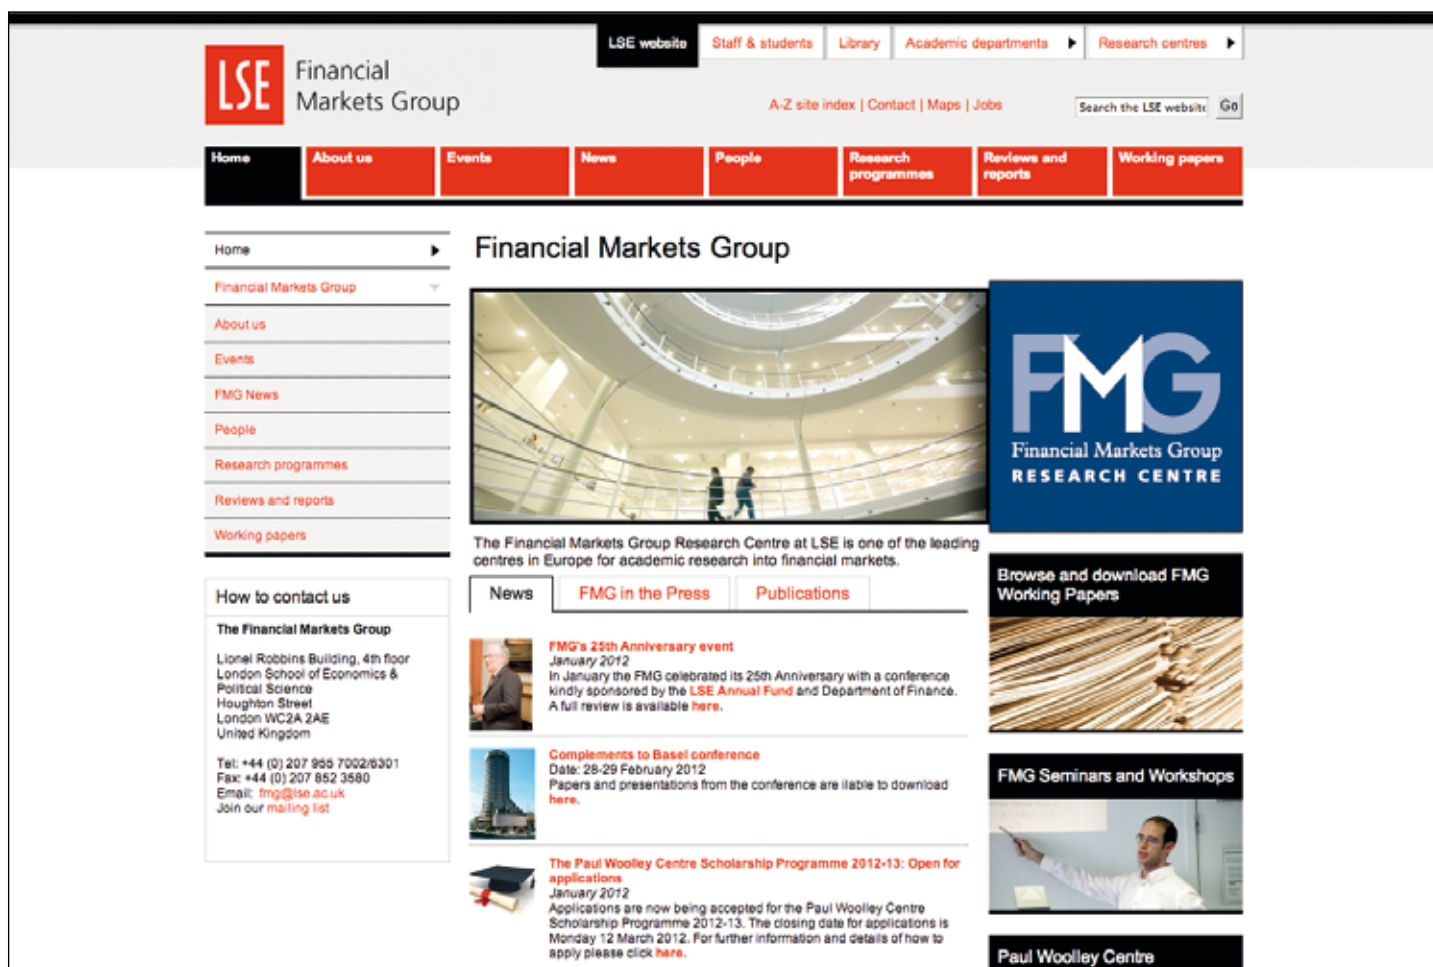 LSE website
Staff & students
Library
Academic departments
Research centres
LSE
Financial
Markets Group
A-Z site index | Contact | Maps | Jobs
Search the LSE website
Go
Home
About us
Events
News
People
Research
programmes
Reviews and
reports
Working papers
Home
Financial Markets Group
About us
Events
FMG News
People
Research programmes
Reviews and reports
Working papers
How to contact us
The Financial Markets Group
Lionel Robbins Building, 4th floor
London School of Economics &
Political Science
Houghton Street
London WC2A 2AE
United Kingdom
Tel: +44 (0) 207 955 7002/6301
Fax: +44 (0) 207 852 3580
Email: fmg@lse.ac.uk
Join our mailing list
Financial Markets Group
The Financial Markets Group Research Centre at LSE is one of the leading
centres in Europe for academic research into financial markets.
News
FMG in the Press
Publications
FMG's 25th Anniversary event
January 2012
In January the FMG celebrated its 25th Anniversary with a conference
kindly sponsored by the LSE Annual Fund and Department of Finance.
A full review is available here.
Complements to Basel conference
Date: 28-29 February 2012
Papers and presentations from the conference are ilable to download
here.
The Paul Woolley Centre Scholarship Programme 2012-13: Open for
applications
January 2012
Applications are now being accepted for the Paul Woolley Centre
Scholarship Programme 2012-13. The closing date for applications is
Monday 12 March 2012. For further information and details of how to
apply please click here.
FMG
Financial Markets Group
RESEARCH CENTRE
Browse and download FMG
Working Papers
FMG Seminars and Workshops
Paul Woolley Centre